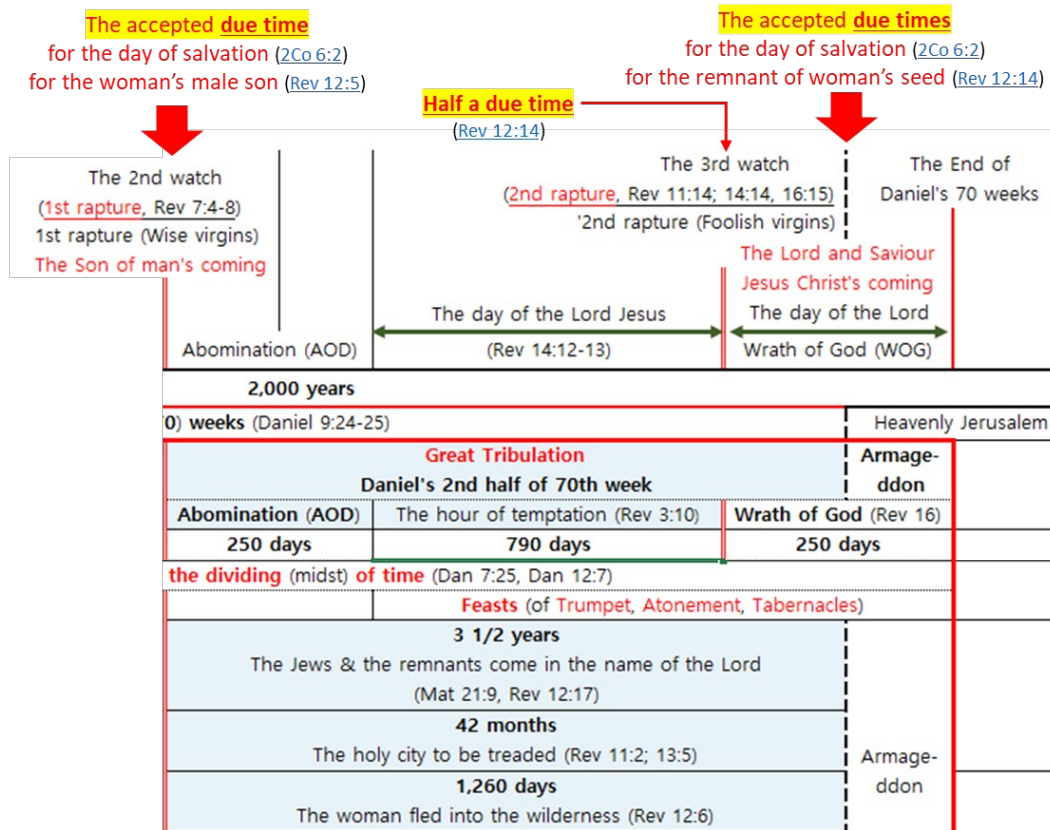 The accepted due time
for the day of salvation (2Co 6:2)
for the woman's male son (Rev 12:5)
The accepted due times
for the day of salvation (2Co 6:2)
for the remnant of woman's seed (Rev 12:14)
Half a due time
(Rev 12:14)
The 2nd watch
(1st rapture, Rev 7:4-8)
1st rapture (Wise virgins)
The Son of man's coming
The 3rd watch
(2nd rapture, Rev 11:14; 14:14, 16:15)
'2nd rapture (Foolish virgins)
The Lord and Saviour
Jesus Christ's coming
The End of
Daniel's 70 weeks
The day of the Lord Jesus
The day of the Lord
Abomination (AOD)
(Rev 14:12-13)
Wrath of God (WOG)
2,000 years
0) weeks (Daniel 9:24-25)
Heavenly Jerusalem
Great Tribulation
Daniel's 2nd half of 70th week
Armage-
ddon
Abomination (AOD)
The hour of temptation (Rev 3:10)
Wrath of God (Rev 16)
250 days
790 days
250 days
the dividing (midst) of time (Dan 7:25, Dan 12:7)
Feasts (of Trumpet, Atonement, Tabernacles)
3 1/2 years
The Jews & the remnants come in the name of the Lord
(Mat 21:9, Rev 12:17)
42 months
The holy city to be treaded (Rev 11:2; 13:5)
1,260 days
The woman fled into the wilderness (Rev 12:6)
Armage-
ddon